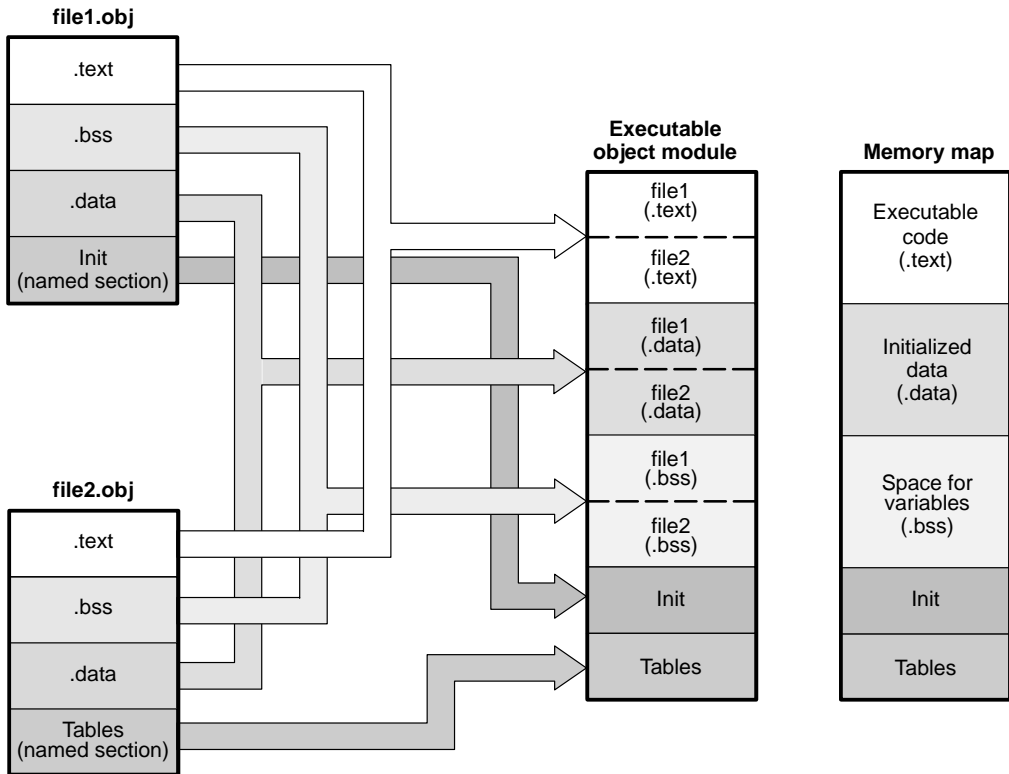 file1.obj
.text
.bss
.data
Init
(named section)
file2.obj
.text
.bss
.data
Tables
(named section)
Executable
object module
file1
(.text)
file2
(.text)
file1
(.data)
file2
(.data)
file1
(.bss)
file2
(.bss)
Init
Tables
Memory map
Executable
code
(.text)
Initialized
data
(.data)
Space for
variables
(.bss)
Init
Tables